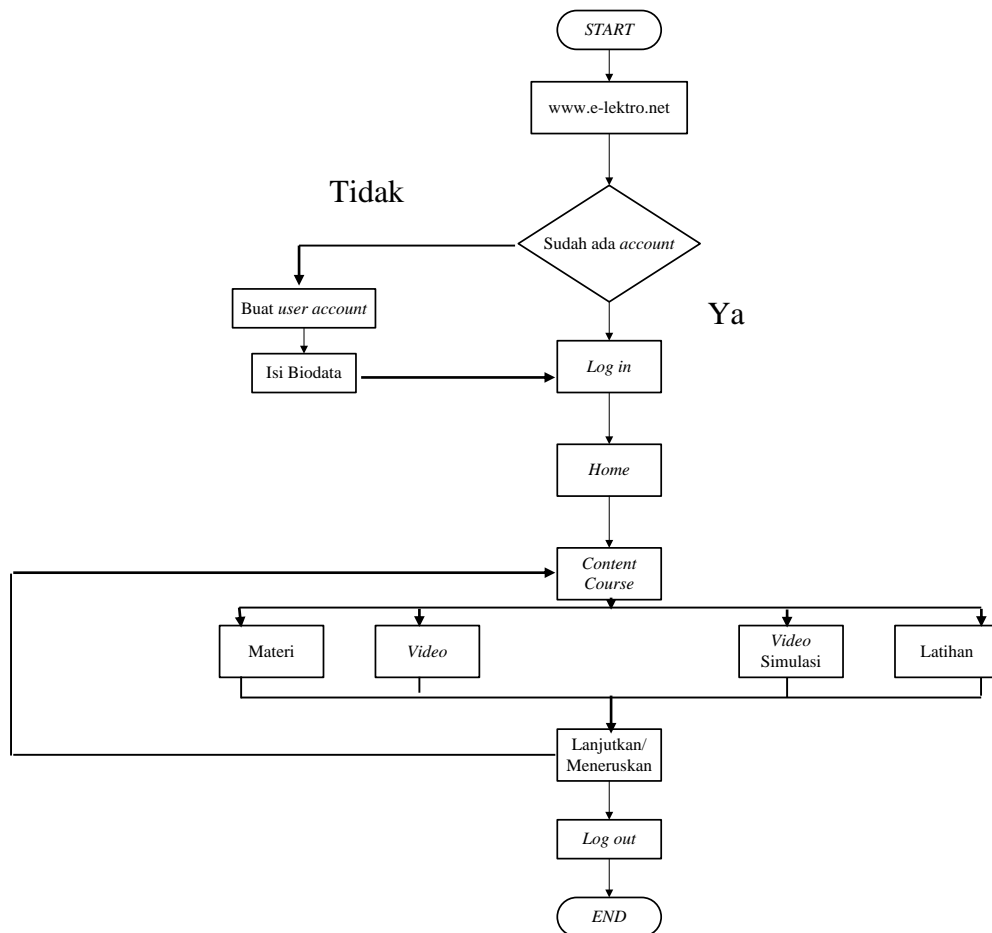 START
www.e-lektro.net
Tidak
Sudah ada account
Buat user account
Ya
Isi Biodata
Log in
Home
Content
Course
Materi
Video
Video
Simulasi
Latihan
Lanjutkan/
Meneruskan
Log out
END